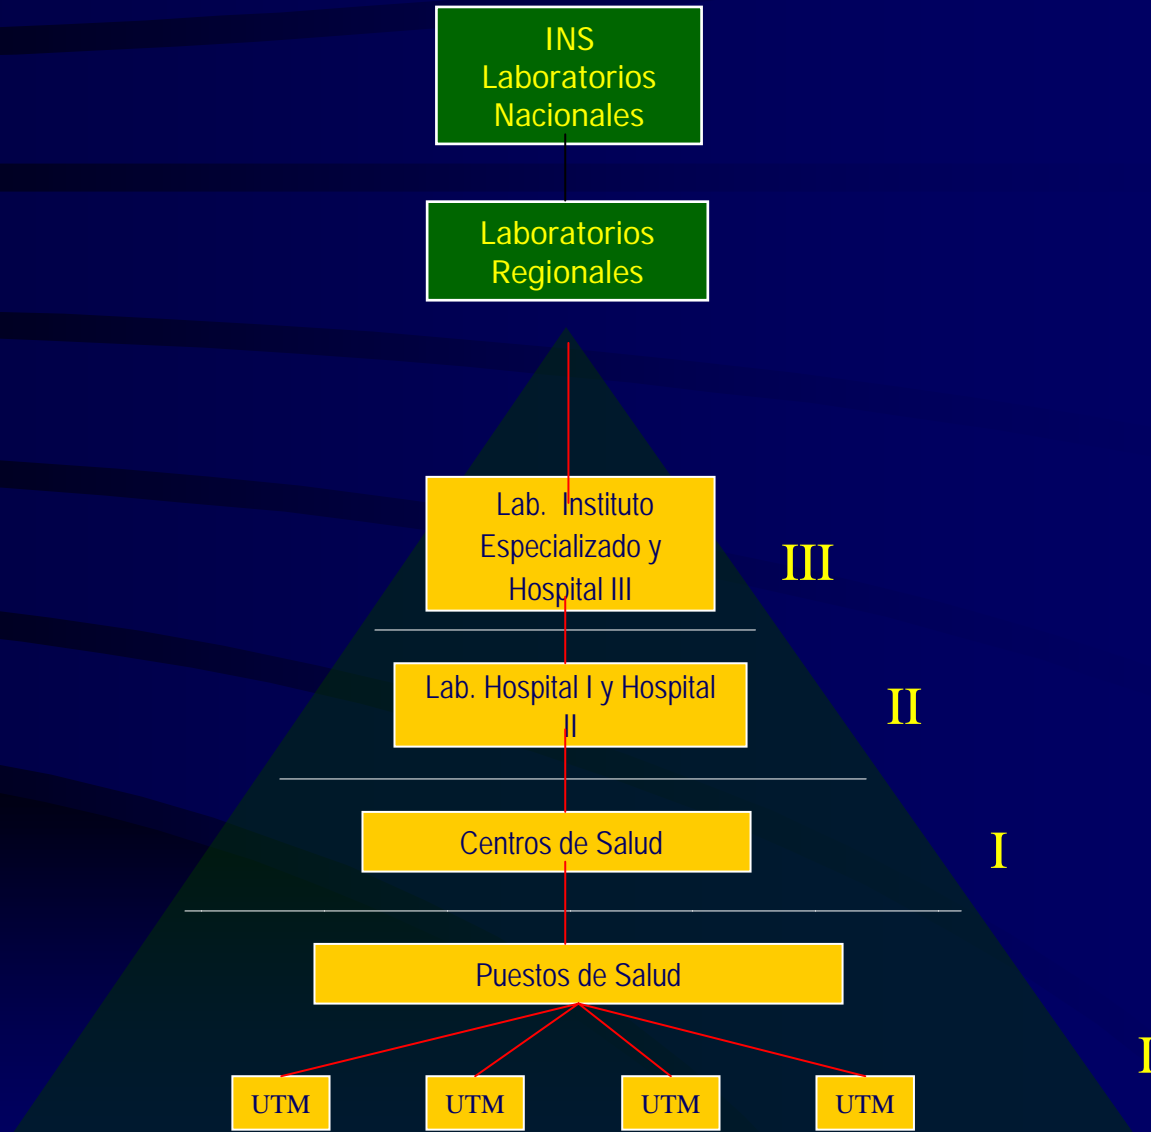 INS
Laboratorios
Nacionales
Laboratorios
Regionales
Lab. Instituto
Especializado y
Hospital III
III
Lab. Hospital I y Hospital
II
II
Centros de Salud
I
Puestos de Salud
I
UTM UTM UTM UTM